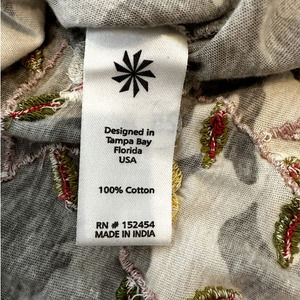 Designed in
Tampa Bay
Florida
USA
100% Cotton
RN # 152454
MADE IN INDIA